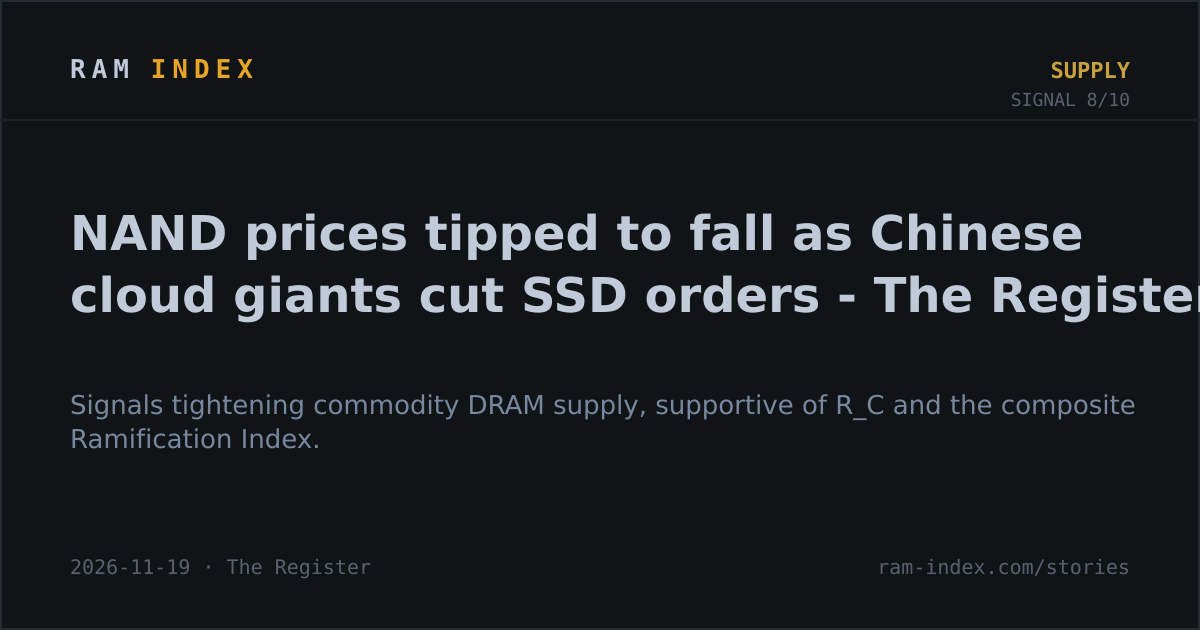 RAM INDEX
SUPPLY
SIGNAL 8/10
NAND prices tipped to fall as Chinese
cloud giants cut SSD orders - The Register
Signals tightening commodity DRAM supply, supportive of R_C and the composite
Ramification Index.
2026-11-19 · The Register
ram-index.com/stories